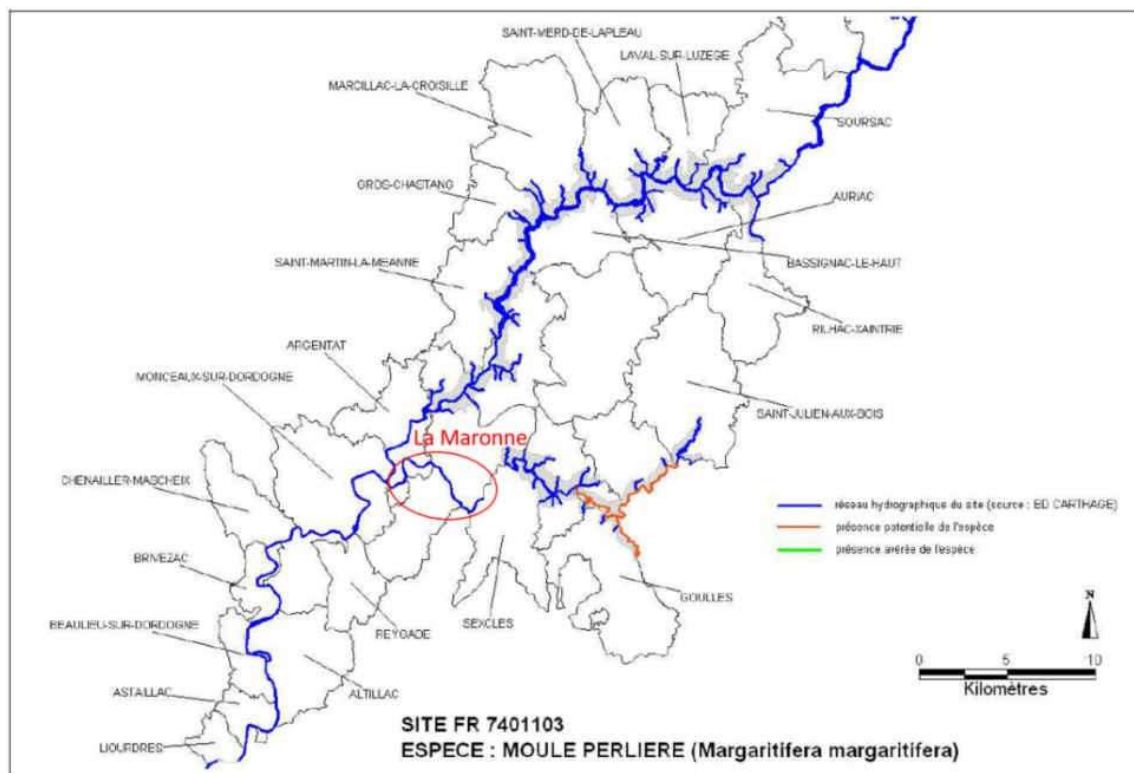 SAINT-MERD-DE-LAPLEAU
LAVAL-SUR-LUZEGE
MARCILLAC-LA-CROISILLE
SOURSAC
GROS-CHASTANG
AURIAC
BASSIGNAC-LE-HAUT
SAINT-MARTIN-LA-MEANNE
RILHAC-XAINTRIE
ARGENTAT
MONCEAUX-SUR-DORDOGNE
SAINT-JULIEN-AUX-BOIS
La Maronne
CHENAILLER-MASCHEIX
réseau hydrographique du site (source : BD CARTHAGE)
présence potentielle de l'espèce
présence avérée de l'espèce
BRIVEZAC
GOULLES
N
BEAULIEU-SUR-DORDOGNE
REYGADE
SEXCLES
0 5 10
Kilomètres
ASTAILLAC
ALTILLAC
LIOURDRES
SITE FR 7401103
ESPECE : MOULE PERLIERE (Margaritifera margaritifera)